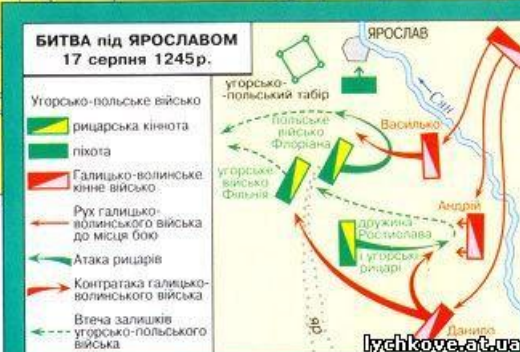 БИТВА під ЯРОСЛАВОМ
17 серпня 1245р.
Угорсько-польське військо
рицарська кіннота
піхота
Галицько-волинське
кінне військо
Рух галицько-
волинського війська
до місця бою
Атака рицарів
Контратака галицько-
волинського війська
Втеча залишків
угорсько-польського
війська
ЯРОСЛАВ
угорсько-
-польський табір
Сян
польське
військо
Флоріана
Василько
угорське
військо
Фільнія
Андрій
дружина
Ростислава
і угорські
рицарі
яр
Данило
lychkove.at.ua